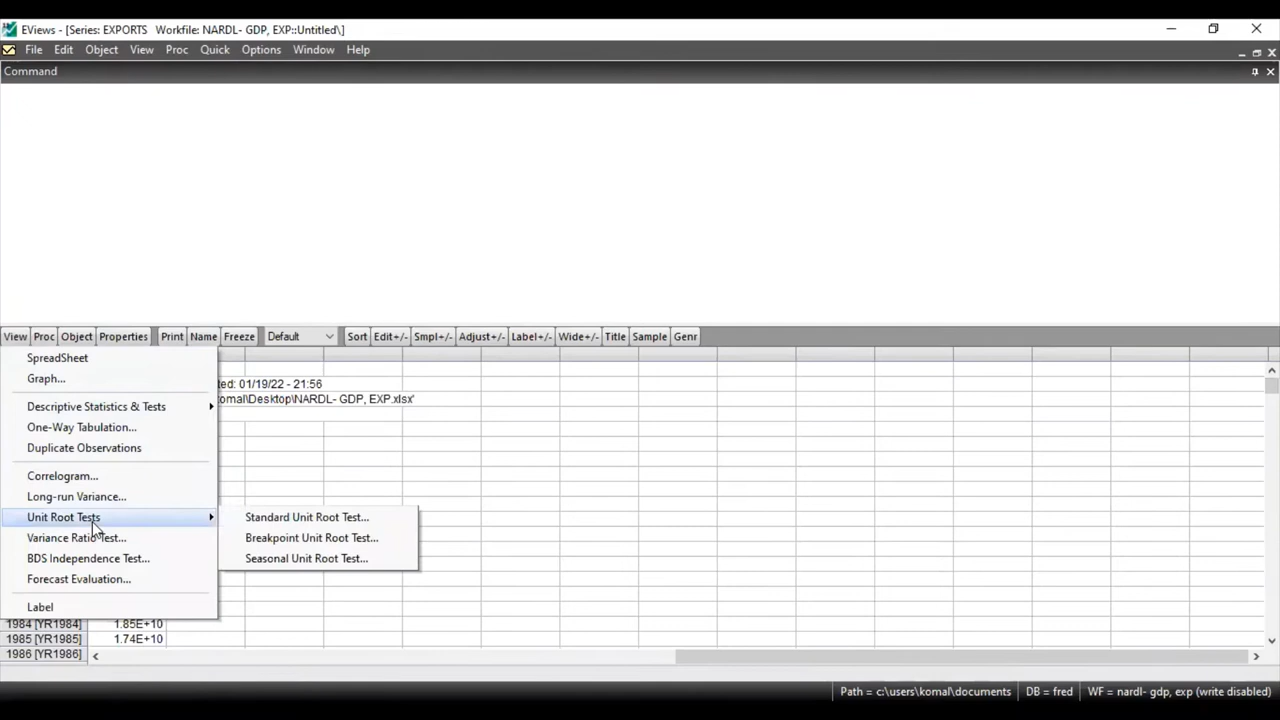 EViews - [Series: EXPORTS   Workfile: NARDL- GDP, EXP::Untitled\]
File Edit Object View Proc Quick Options Window Help
Command
View Proc Object Properties Print Name Freeze Default Sort Edit+/- Smpl+/- Adjust+/- Label+/- Wide+/- Title Sample Genr
SpreadSheet
Graph...
ted: 01/19/22 - 21:56
omal\Desktop\NARDL- GDP, EXP.xlsx'
Descriptive Statistics & Tests
One-Way Tabulation...
Duplicate Observations
Correlogram...
Long-run Variance...
Unit Root Tests
Standard Unit Root Test...
Variance Ratio Test...
Breakpoint Unit Root Test...
BDS Independence Test...
Seasonal Unit Root Test...
Forecast Evaluation...
Label
1984 [YR1984] 1.85E+10
1985 [YR1985] 1.74E+10
1986 [YR1986]
Path = c:\users\komal\documents DB = fred WF = nardl- gdp, exp (write disabled)